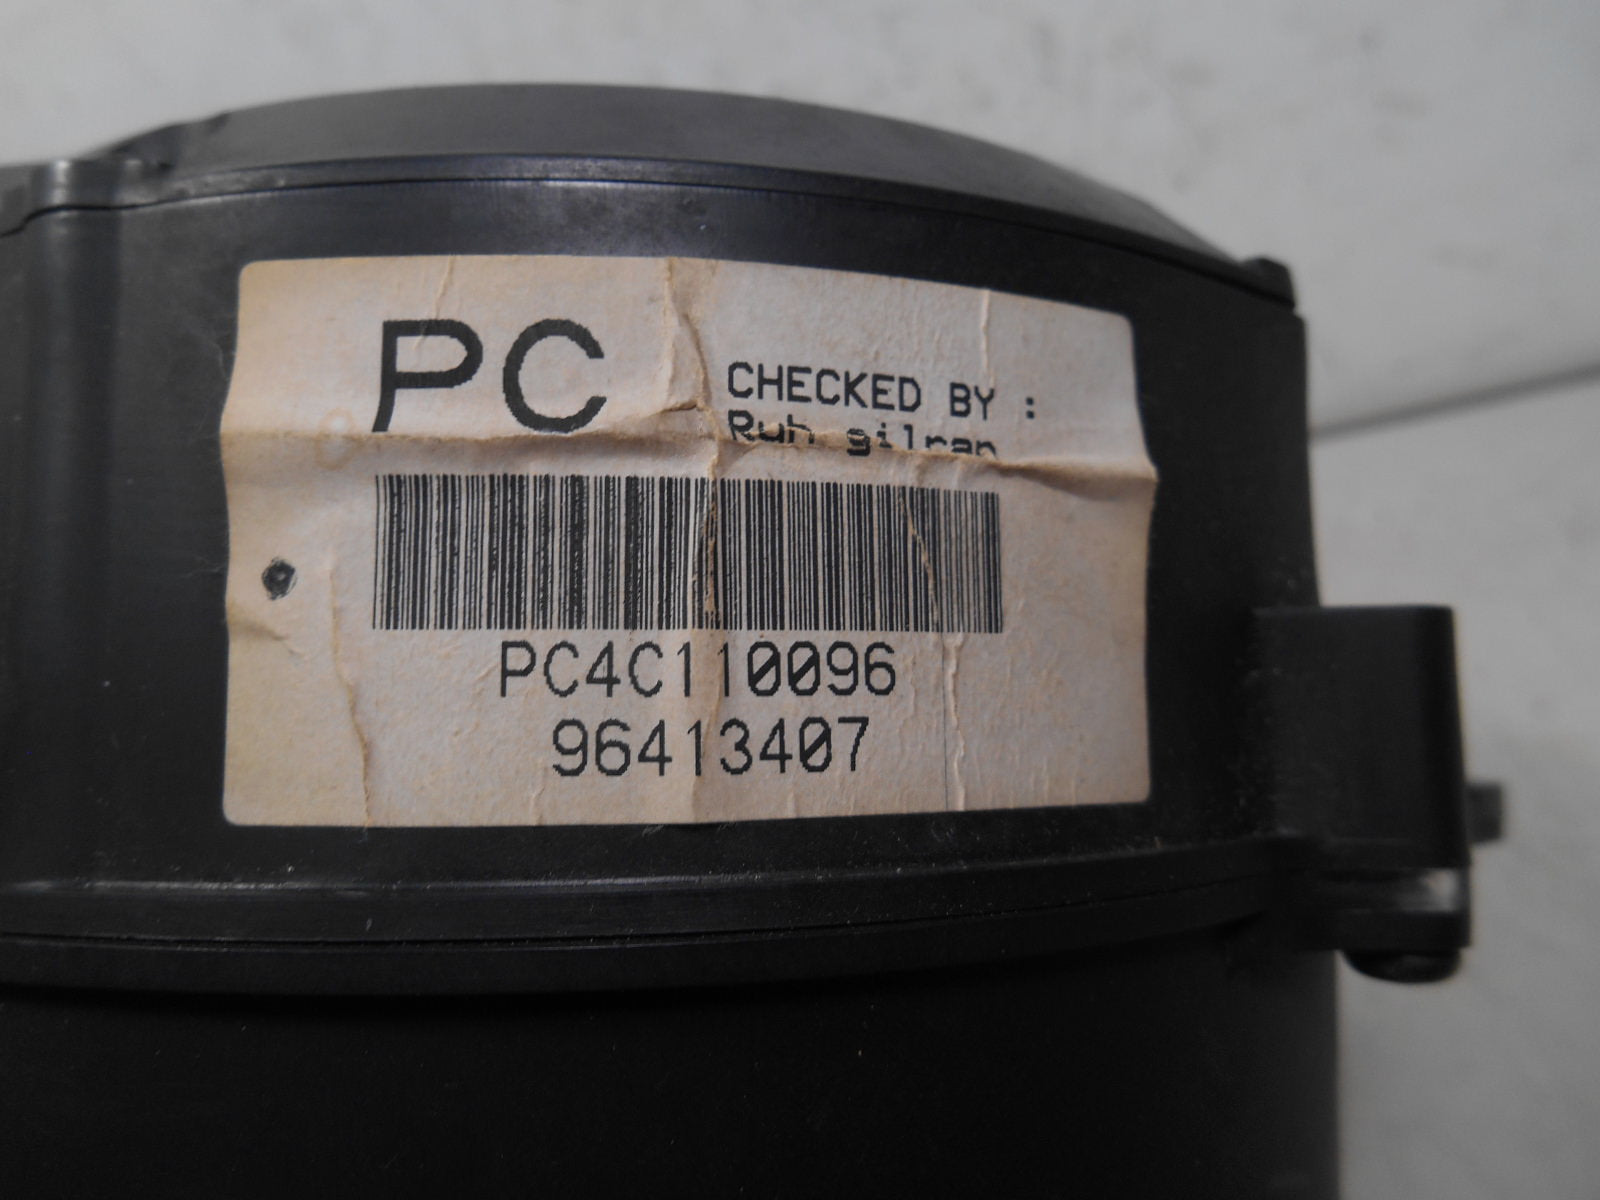 PC
CHECKED BY :
PC4C110096
96413407